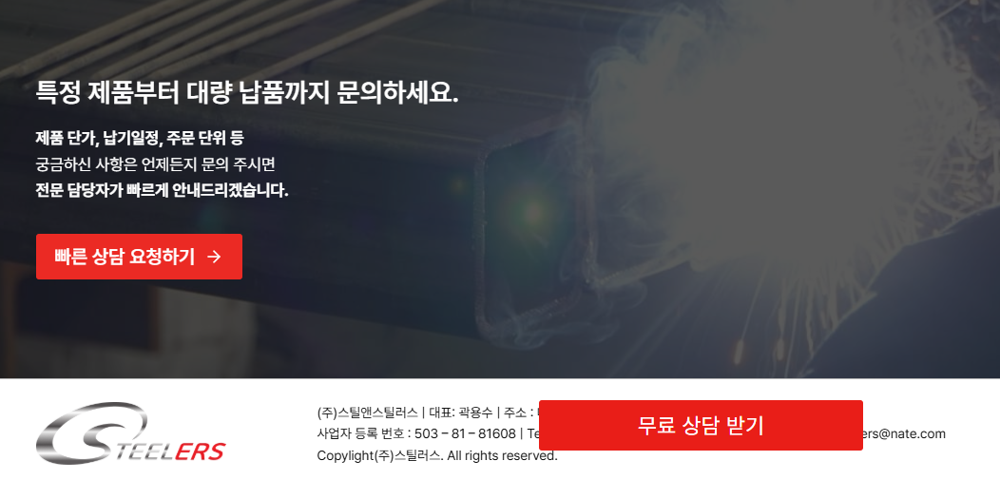 특정 제품부터 대량 납품까지 문의하세요.
제품 단가, 납기일정, 주문 단위 등
궁금하신 사항은 언제든지 문의 주시면
전문 담당자가 빠르게 안내드리겠습니다.
빠른 상담 요청하기 →
STEELERS
(주)스틸앤스틸러스 | 대표: 곽용수 | 주소 :
무료 상담 받기
사업자 등록 번호 : 503 – 81 – 81608 | Te ers@nate.com
Copylight(주)스틸러스. All rights reserved.